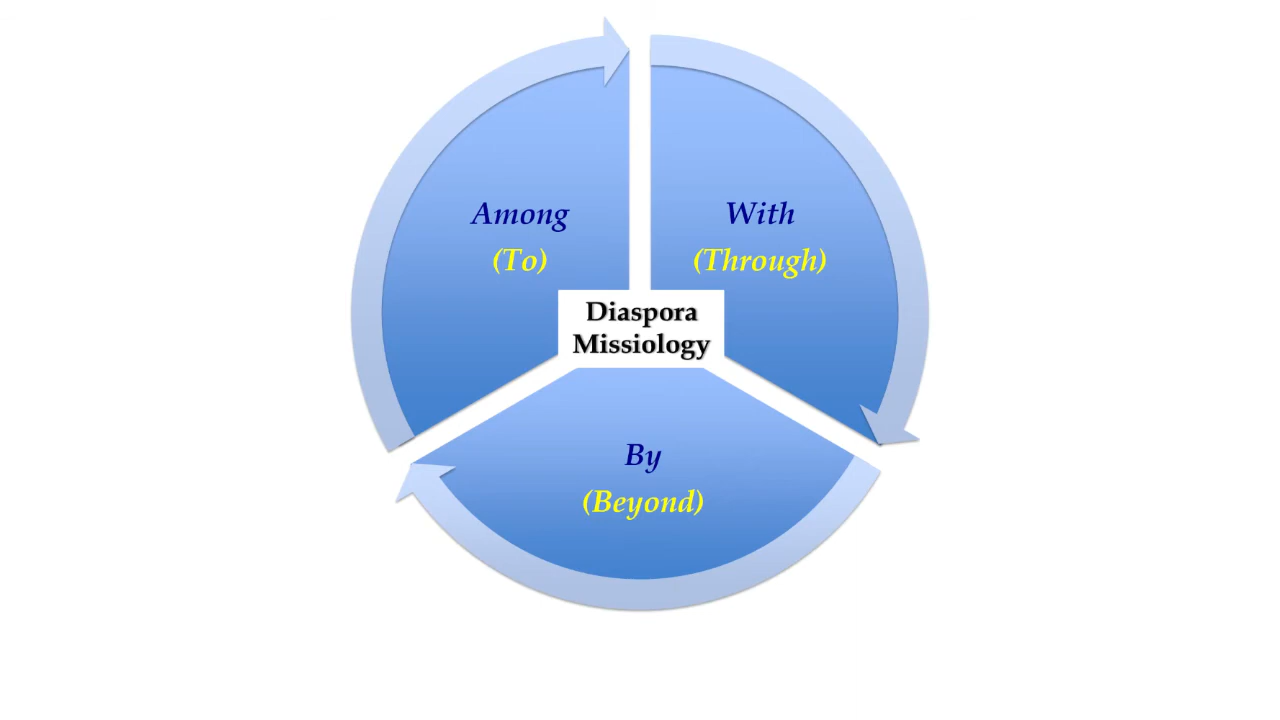 Among
(To)
With
(Through)
Diaspora
Missiology
By
(Beyond)